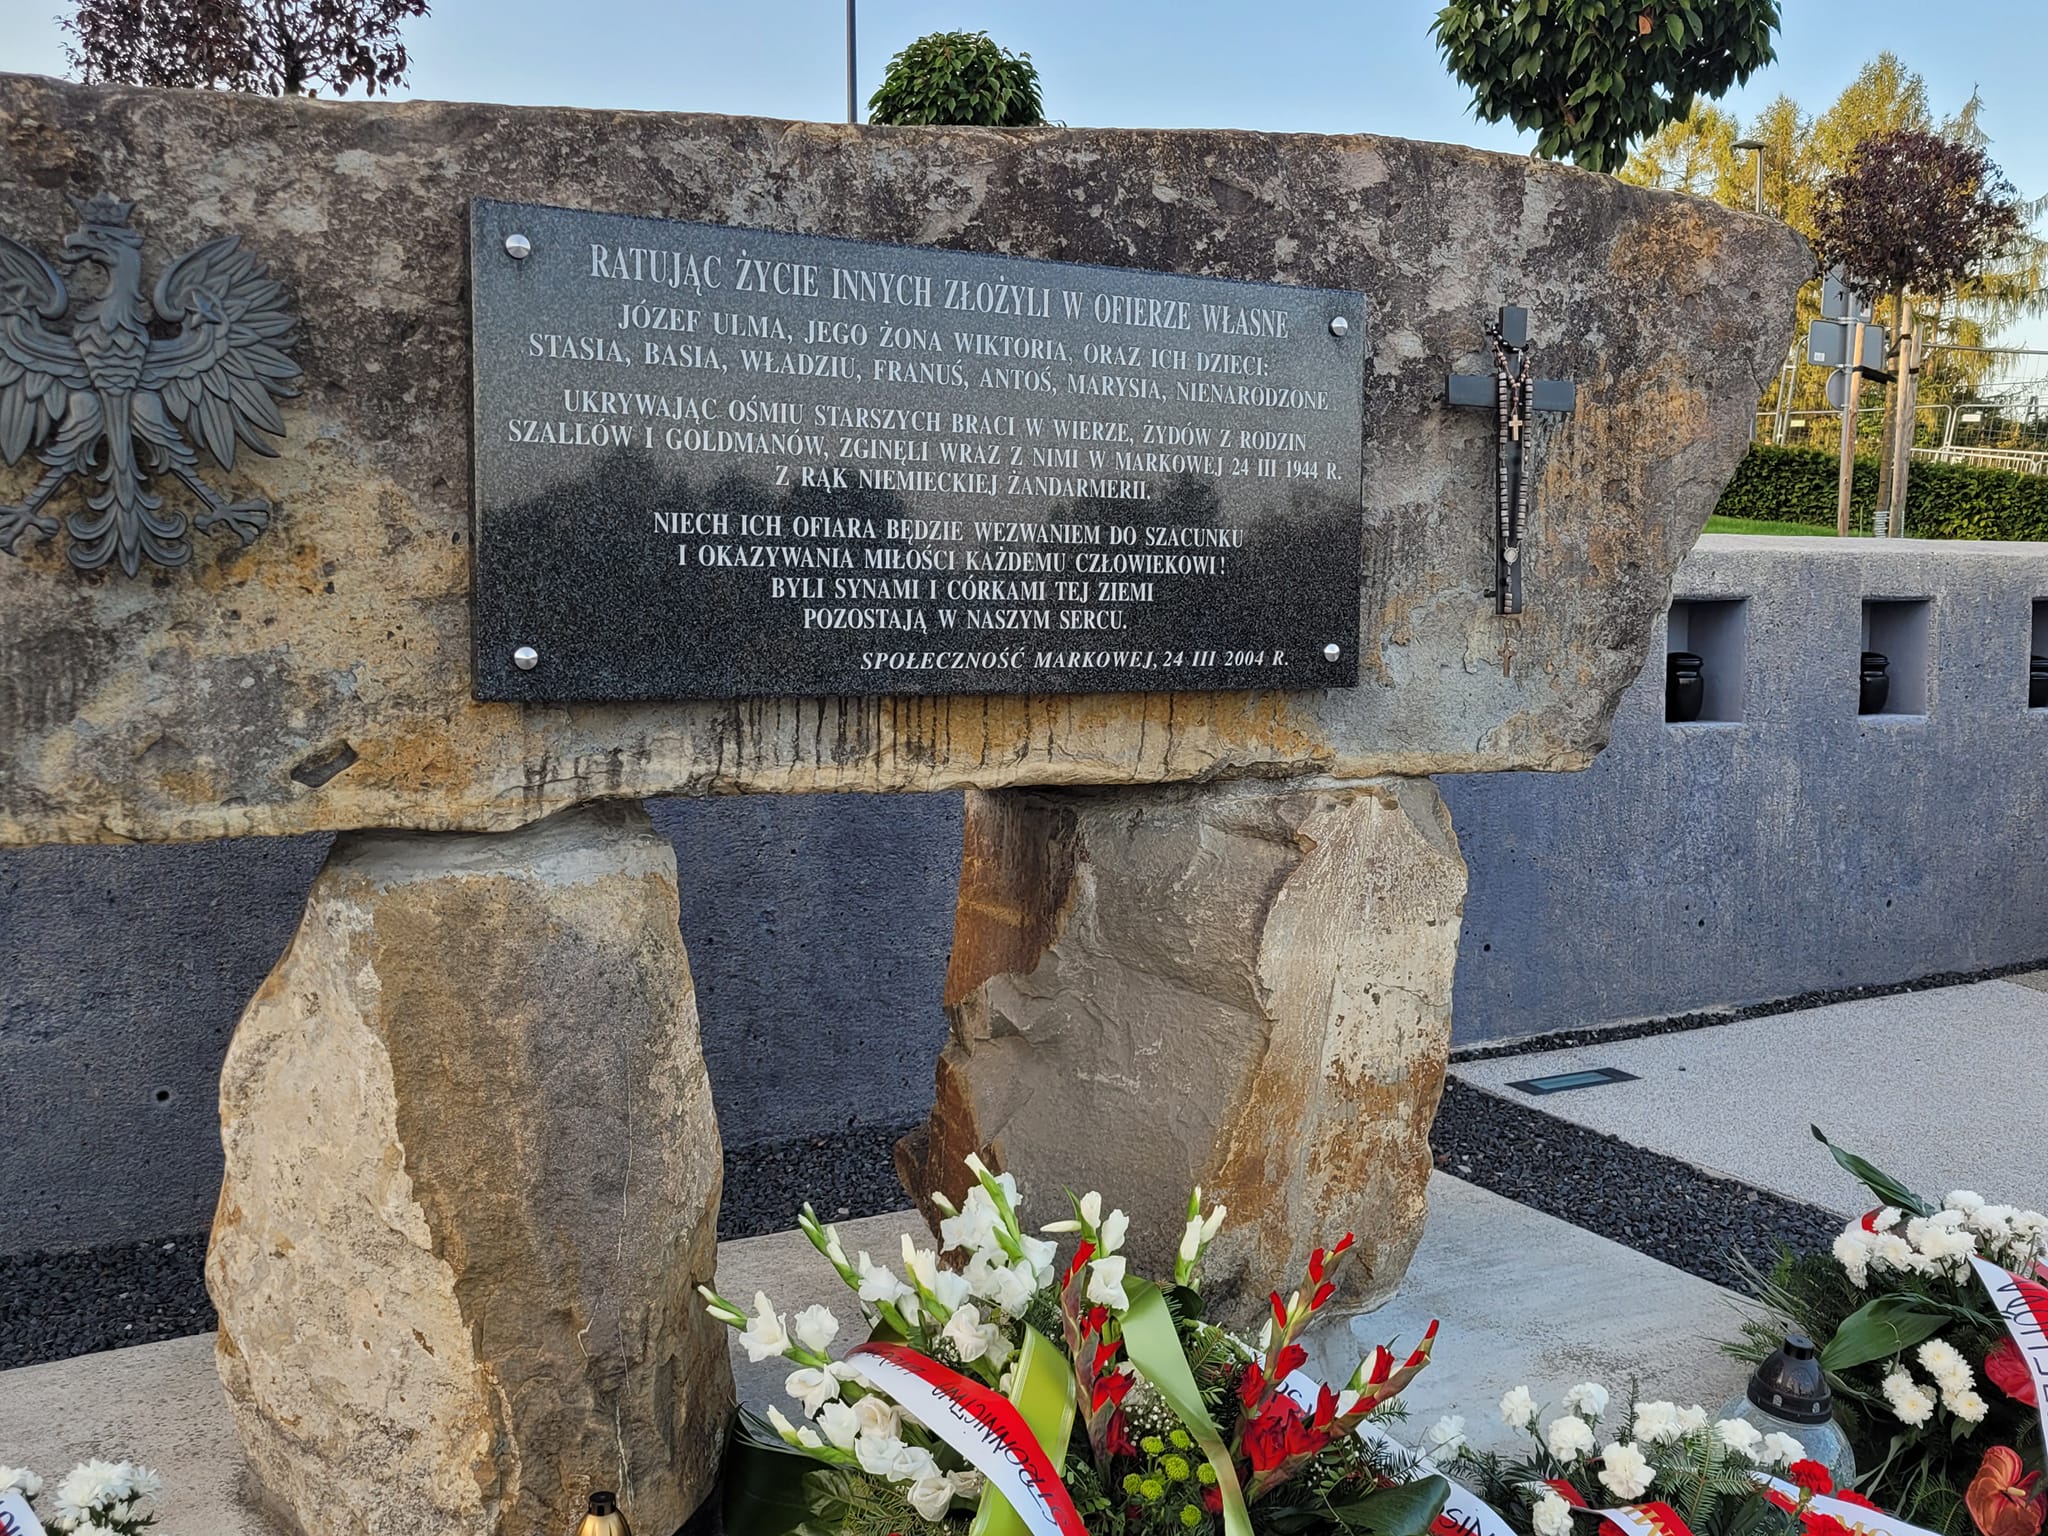 RATUJĄC ŻYCIE INNYCH ZŁOŻYLI W OFIERZE WŁASNE
JÓZEF ULMA, JEGO ŻONA WIKTORIA, ORAZ ICH DZIECI:
STASIA, BASIA, WŁADZIU, FRANUŚ, ANTOŚ, MARYSIA, NIENARODZONE
UKRYWAJĄC OŚMIU STARSZYCH BRACI W WIERZE, ŻYDÓW Z RODZIN
SZALLÓW I GOLDMANÓW, ZGINĘLI WRAZ Z NIMI W MARKOWEJ 24 III 1944 R.
Z RĄK NIEMIECKIEJ ŻANDARMERII.
NIECH ICH OFIARA BĘDZIE WEZWANIEM DO SZACUNKU
I OKAZYWANIA MIŁOŚCI KAŻDEMU CZŁOWIEKOWI!
BYLI SYNAMI I CÓRKAMI TEJ ZIEMI
POZOSTAJĄ W NASZYM SERCU.
SPOŁECZNOŚĆ MARKOWEJ, 24 III 2004 R.